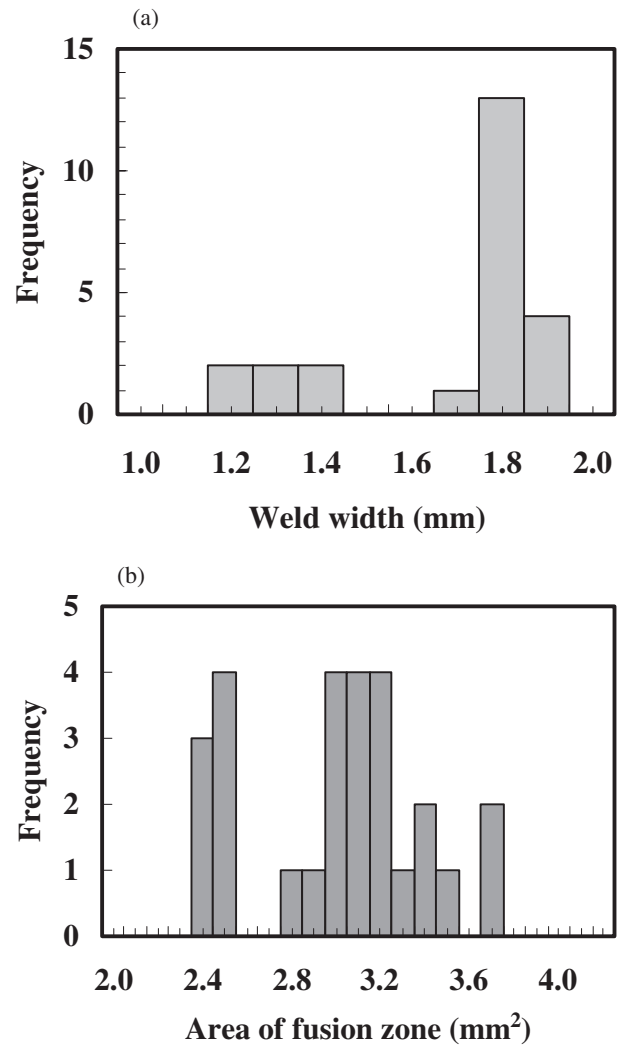 (a)
15
10
5
0
Frequency
1.0 1.2 1.4 1.6 1.8 2.0
Weld width (mm)
(b)
5
4
3
2
1
0
Frequency
2.0 2.4 2.8 3.2 3.6 4.0
Area of fusion zone (mm²)